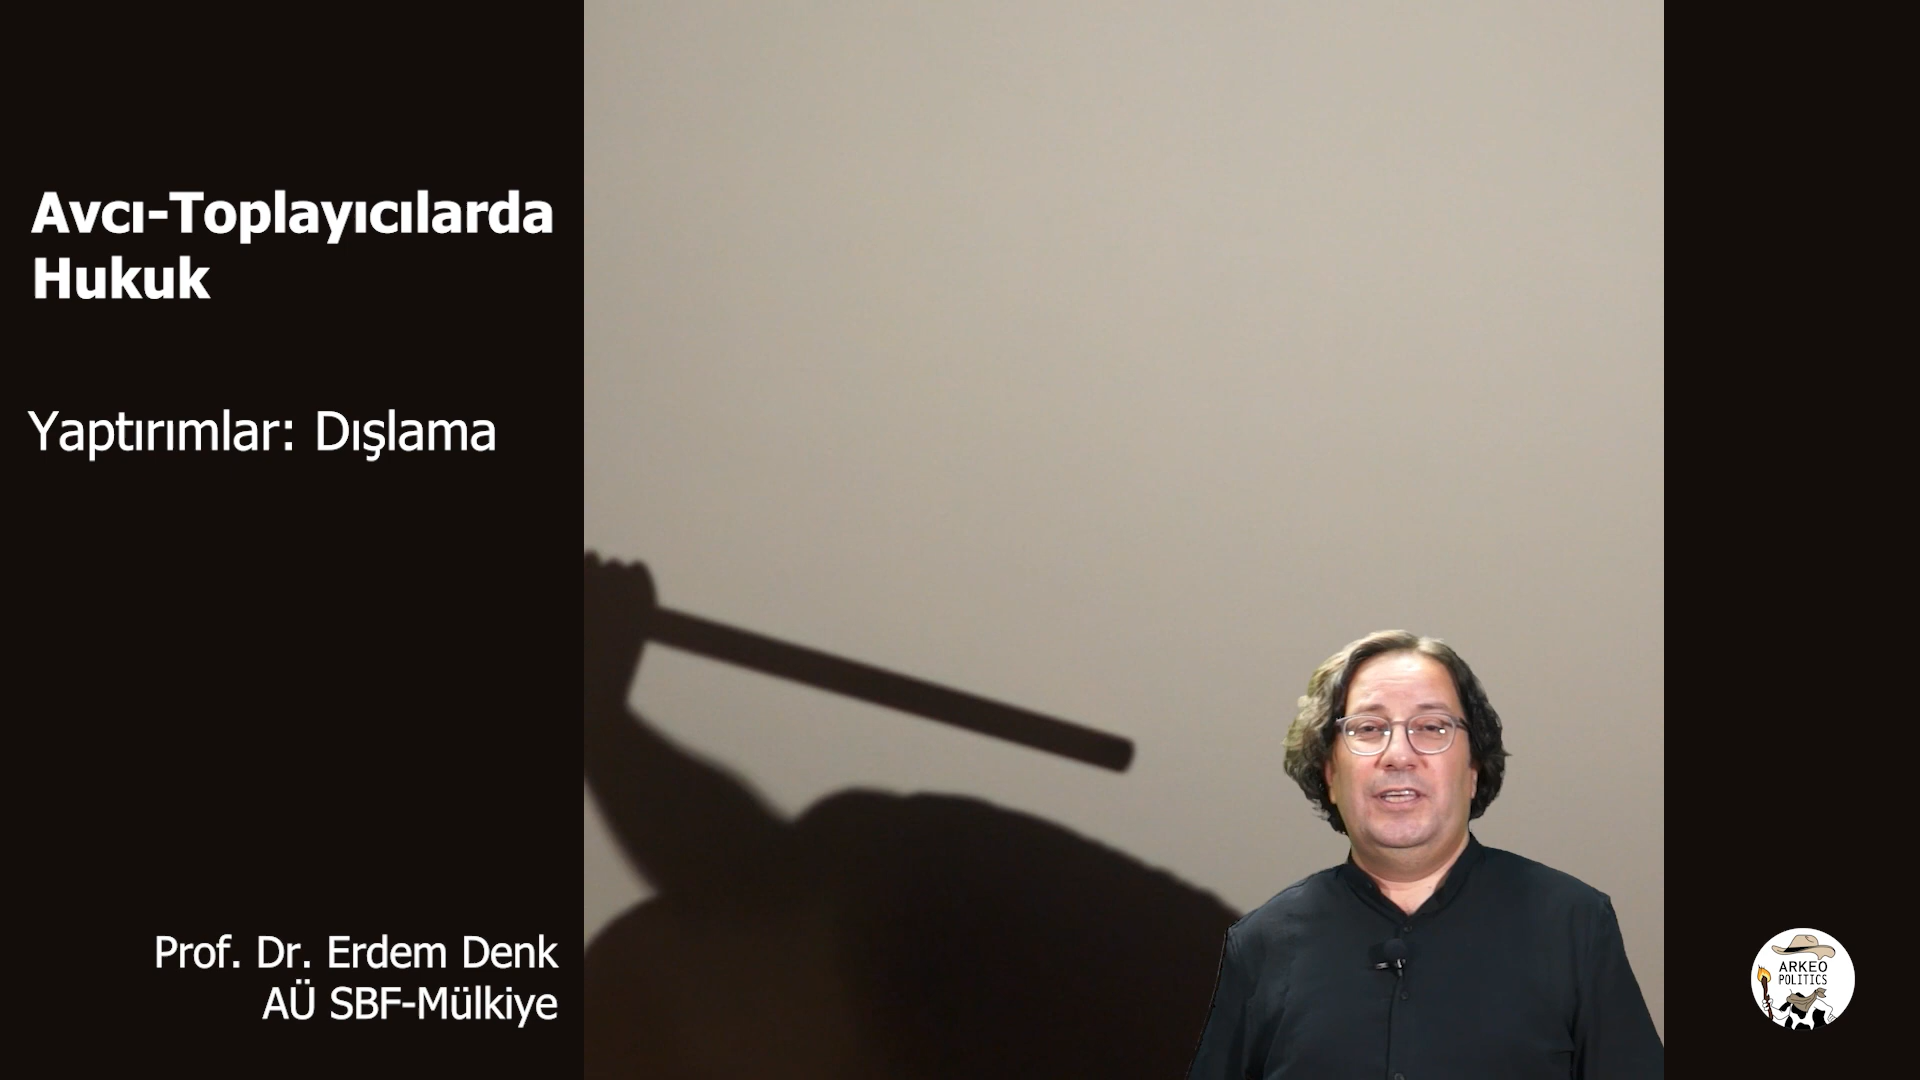 Avcı-Toplayıcılarda
Hukuk
Yaptırımlar: Dışlama
Prof. Dr. Erdem Denk
AÜ SBF-Mülkiye
ARKEO
POLITICS